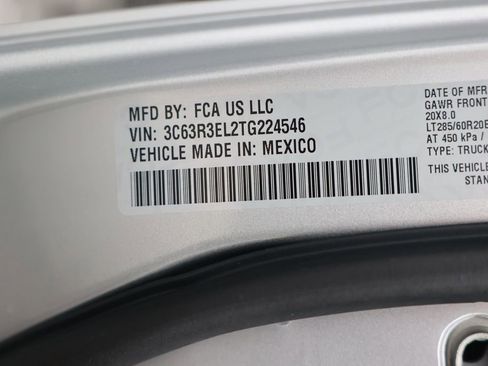 MFD BY: FCA US LLC
VIN: 3C63R3EL2TG224546
VEHICLE MADE IN: MEXICO
DATE OF MFR
GAWR FRONT
20X8.0
LT285/60R20E
AT 450 kPa /
TYPE: TRUCK
THIS VEHICLE
STAN